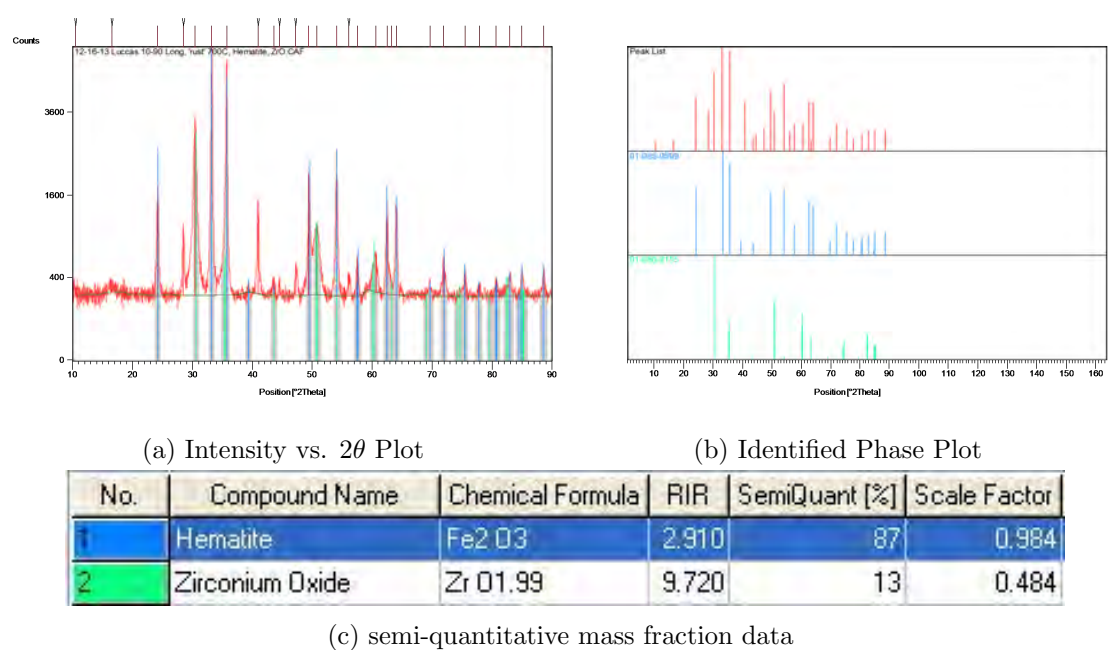 Counts
12-16-13 Luccas 10-90 Long, 'rust' 700C, Hematite, ZrO.CAF
3600
1600
400
0
10 20 30 40 50 60 70 80 90
Position [°2Theta]
Peak List
10 20 30 40 50 60 70 80 90 100 110 120 130 140 150 160
Position [°2Theta]
(a) Intensity vs. 2θ Plot
(b) Identified Phase Plot
No. Compound Name Chemical Formula RIR SemiQuant [%] Scale Factor
1 Hematite Fe2 O3 2.910 87 0.984
2 Zirconium Oxide Zr O1.99 9.720 13 0.484
(c) semi-quantitative mass fraction data